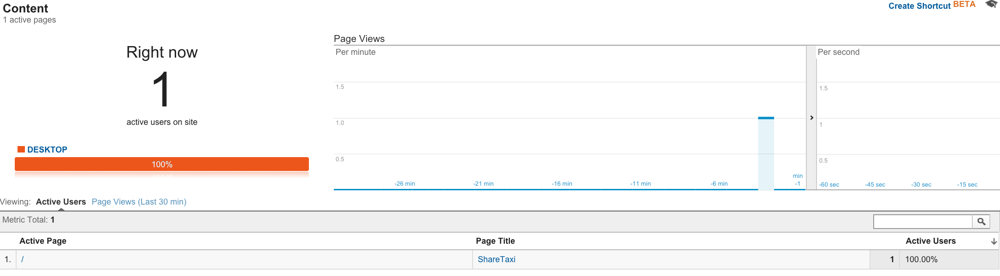 Content
Create Shortcut BETA
1 active pages
Right now
1
active users on site
DESKTOP
100%
100%
Page Views
Per minute
1.5
1.0
0.5
-26 min
-21 min
-16 min
-11 min
-6 min
min
-1
Per second
1.5
1
0.5
-60 sec
-45 sec
-30 sec
-15 sec
Viewing: Active Users Page Views (Last 30 min)
Metric Total: 1
Active Page Page Title Active Users
1. / ShareTaxi 1 100.00%